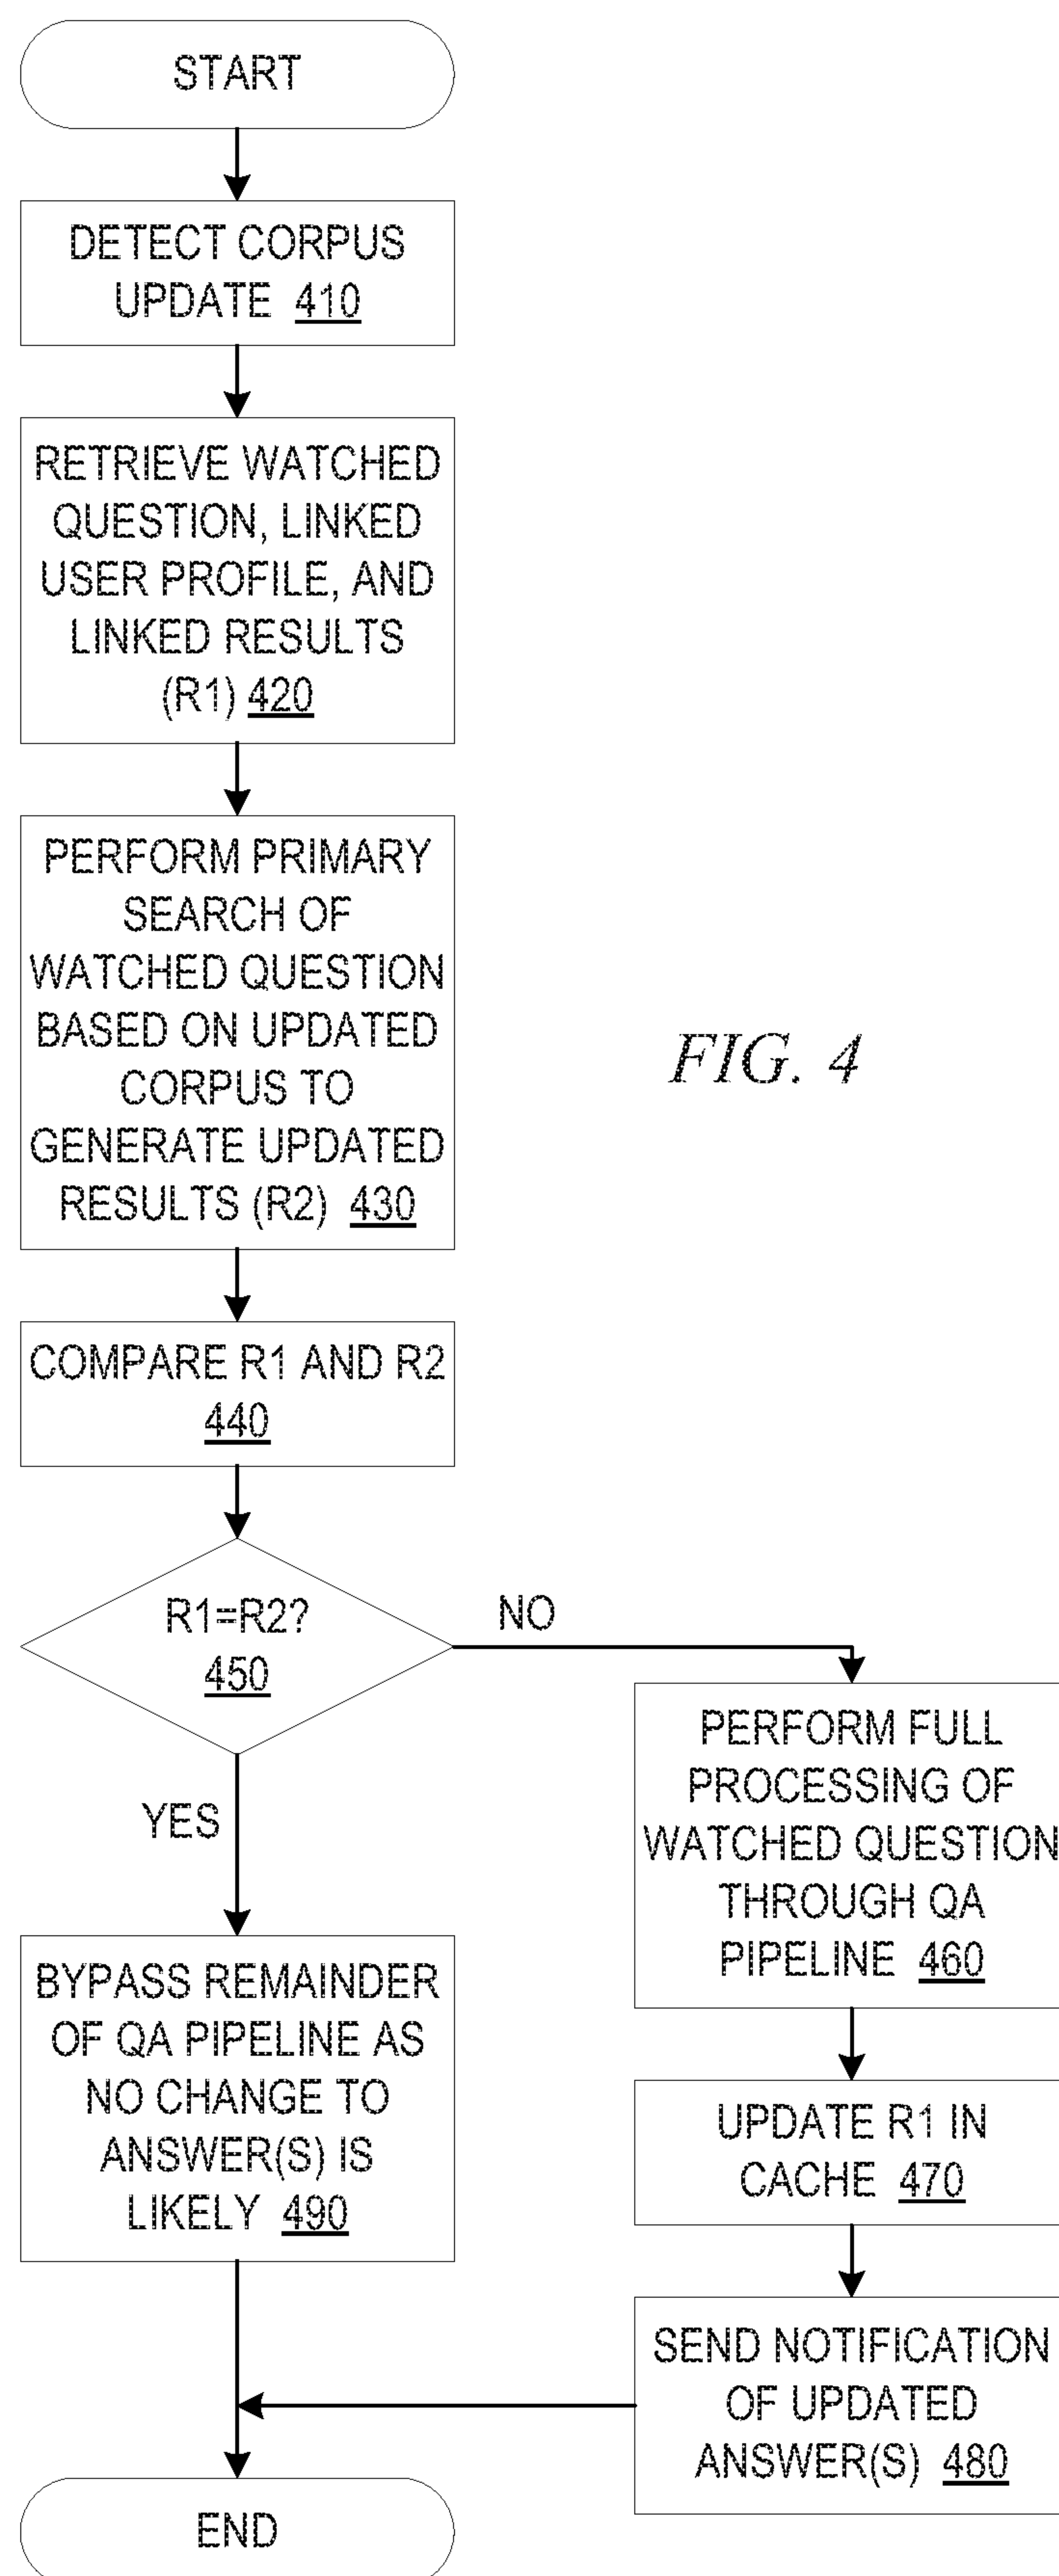 START
DETECT CORPUS
UPDATE 410
RETRIEVE WATCHED
QUESTION, LINKED
USER PROFILE, AND
LINKED RESULTS
(R1) 420
PERFORM PRIMARY
SEARCH OF
WATCHED QUESTION
BASED ON UPDATED
CORPUS TO
GENERATE UPDATED
RESULTS (R2) 430
FIG. 4
COMPARE R1 AND R2
440
R1=R2?
450
NO
YES
PERFORM FULL
PROCESSING OF
WATCHED QUESTION
THROUGH QA
PIPELINE 460
BYPASS REMAINDER
OF QA PIPELINE AS
NO CHANGE TO
ANSWER(S) IS
LIKELY 490
UPDATE R1 IN
CACHE 470
SEND NOTIFICATION
OF UPDATED
ANSWER(S) 480
END